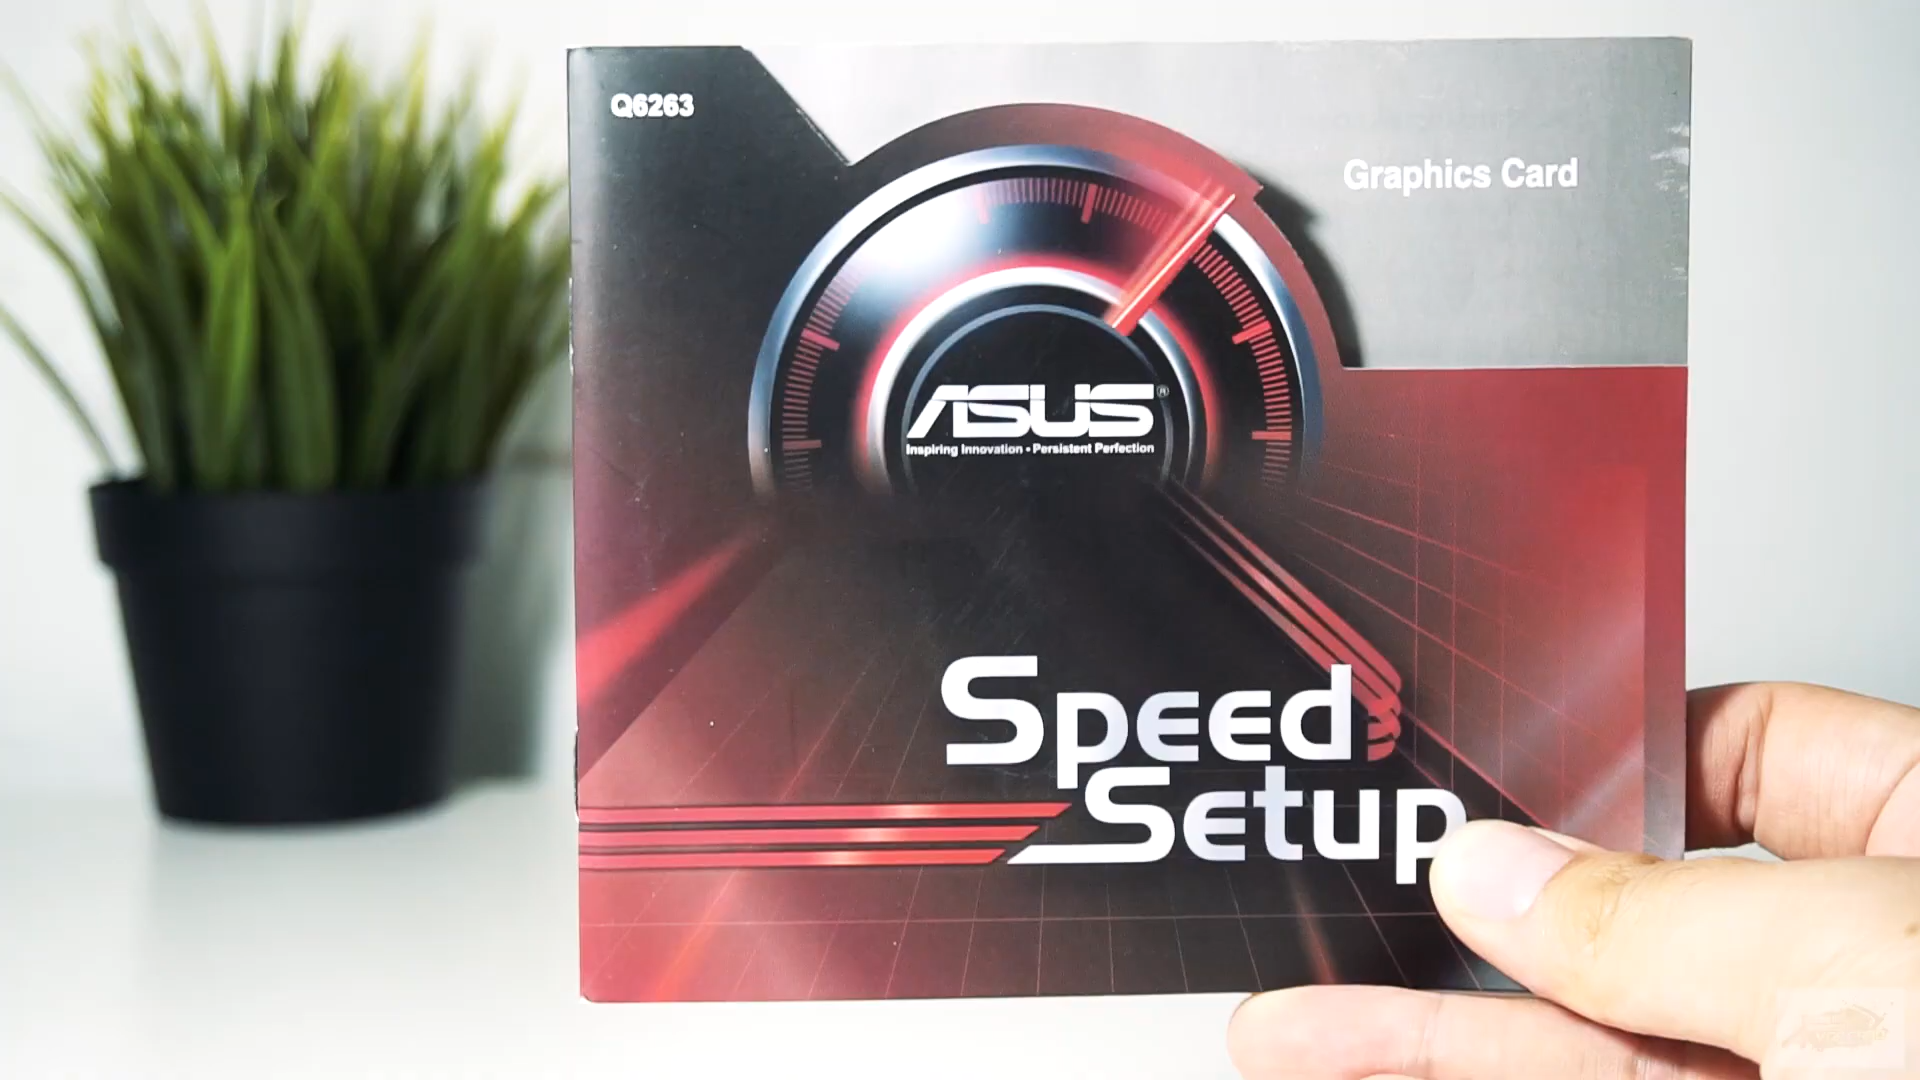 Q6263
Graphics Card
ASUS®
Inspiring Innovation • Persistent Perfection
Speed
Setup